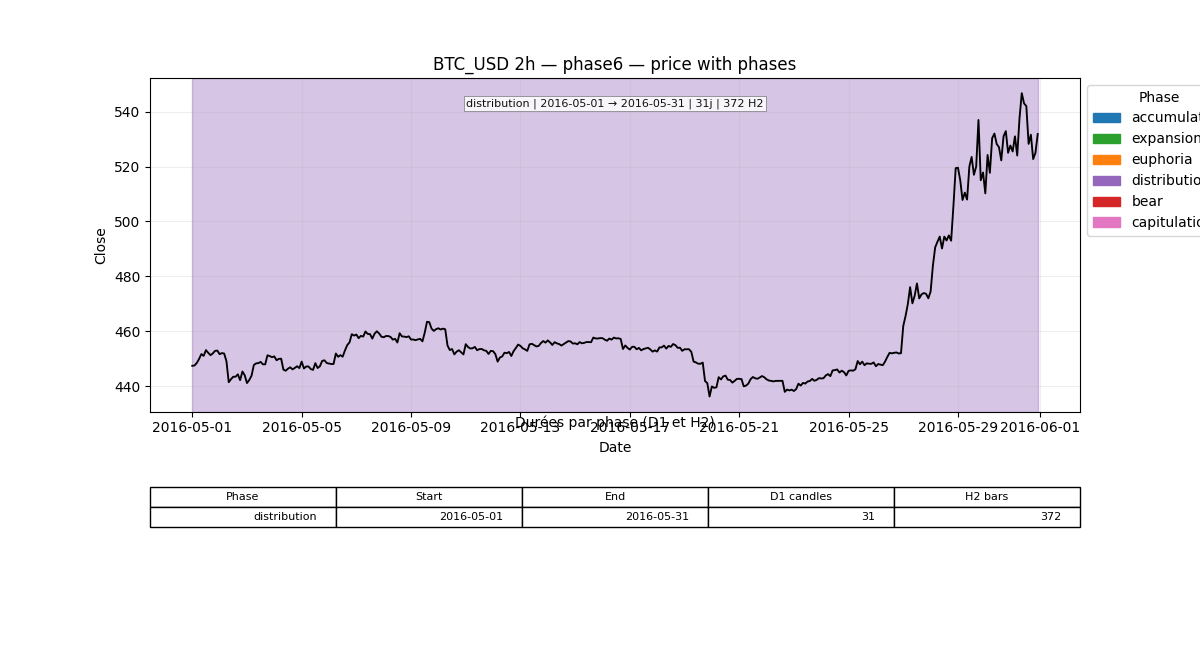 BTC_USD 2h — phase6 — price with phases
distribution | 2016-05-01 → 2016-05-31 | 31j | 372 H2
Phase
accumulat
expansion
euphoria
distributio
bear
capitulatio
Close
540
520
500
480
460
440
2016-05-01 2016-05-05 2016-05-09 2016-05-13 2016-05-17 2016-05-21 2016-05-25 2016-05-29 2016-06-01
Durées par phase (D1 et H2)
Date
Phase Start End D1 candles H2 bars
distribution 2016-05-01 2016-05-31 31 372